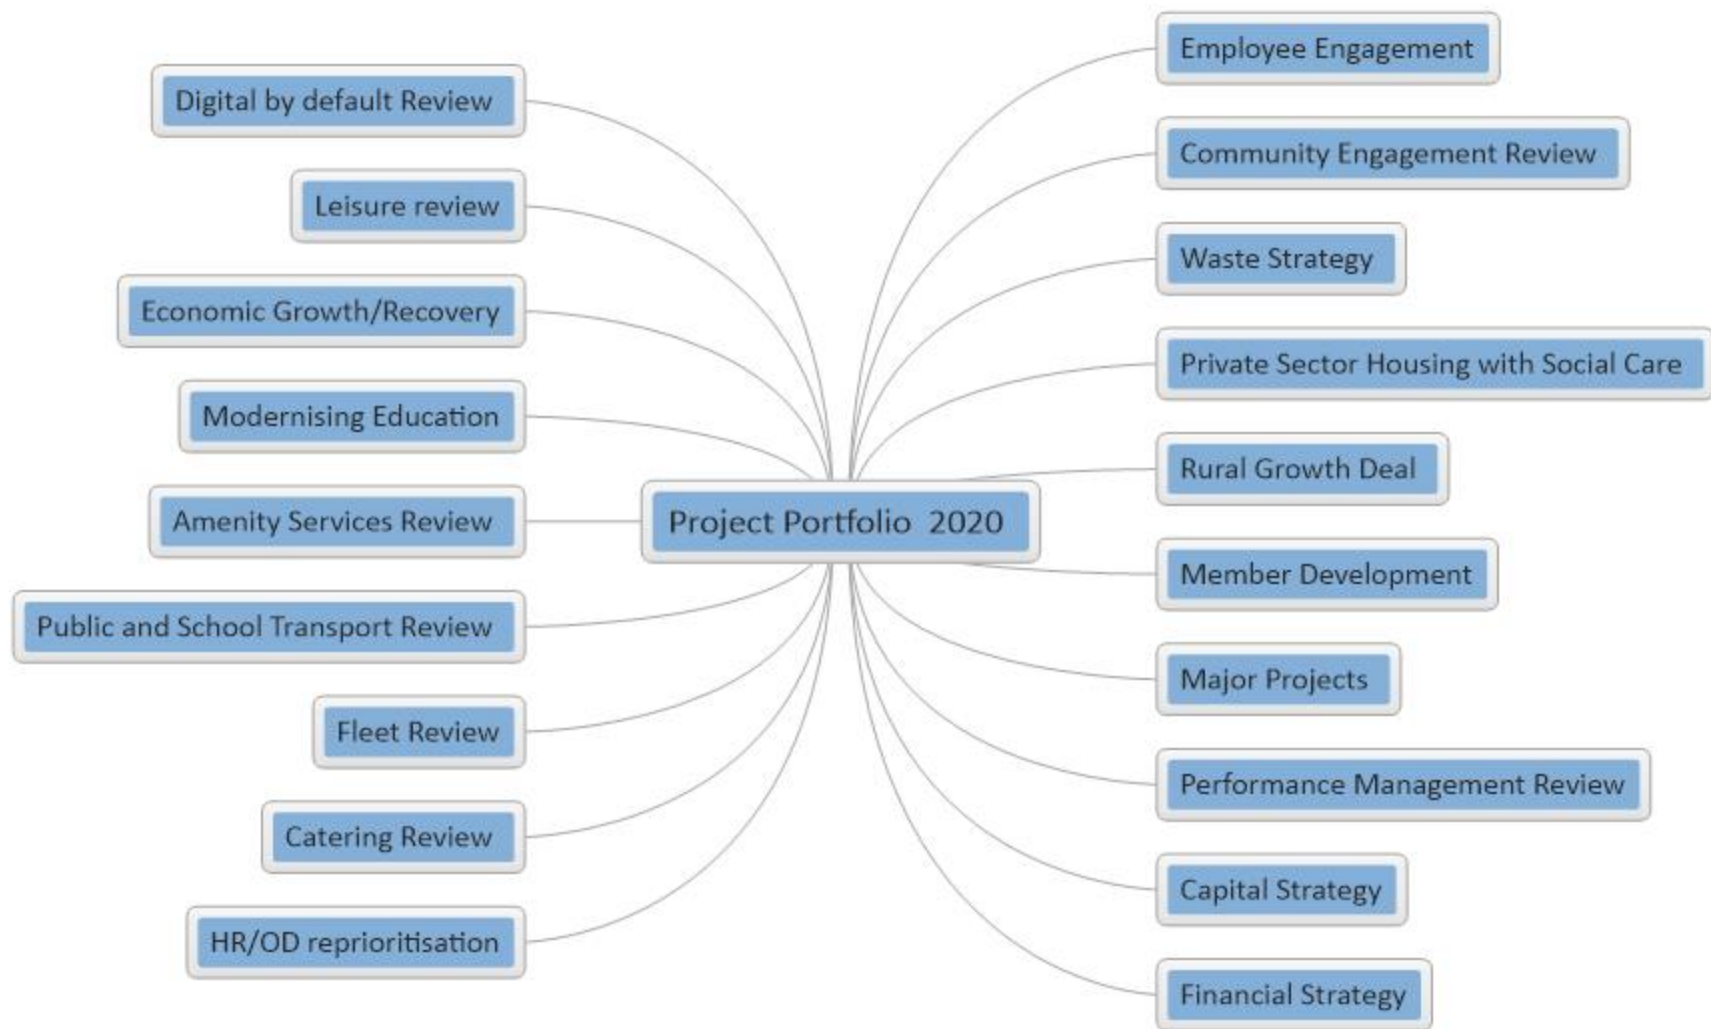 Digital by default Review
Leisure review
Economic Growth/Recovery
Modernising Education
Amenity Services Review
Public and School Transport Review
Fleet Review
Catering Review
HR/OD reprioritisation
Project Portfolio 2020
Employee Engagement
Community Engagement Review
Waste Strategy
Private Sector Housing with Social Care
Rural Growth Deal
Member Development
Major Projects
Performance Management Review
Capital Strategy
Financial Strategy